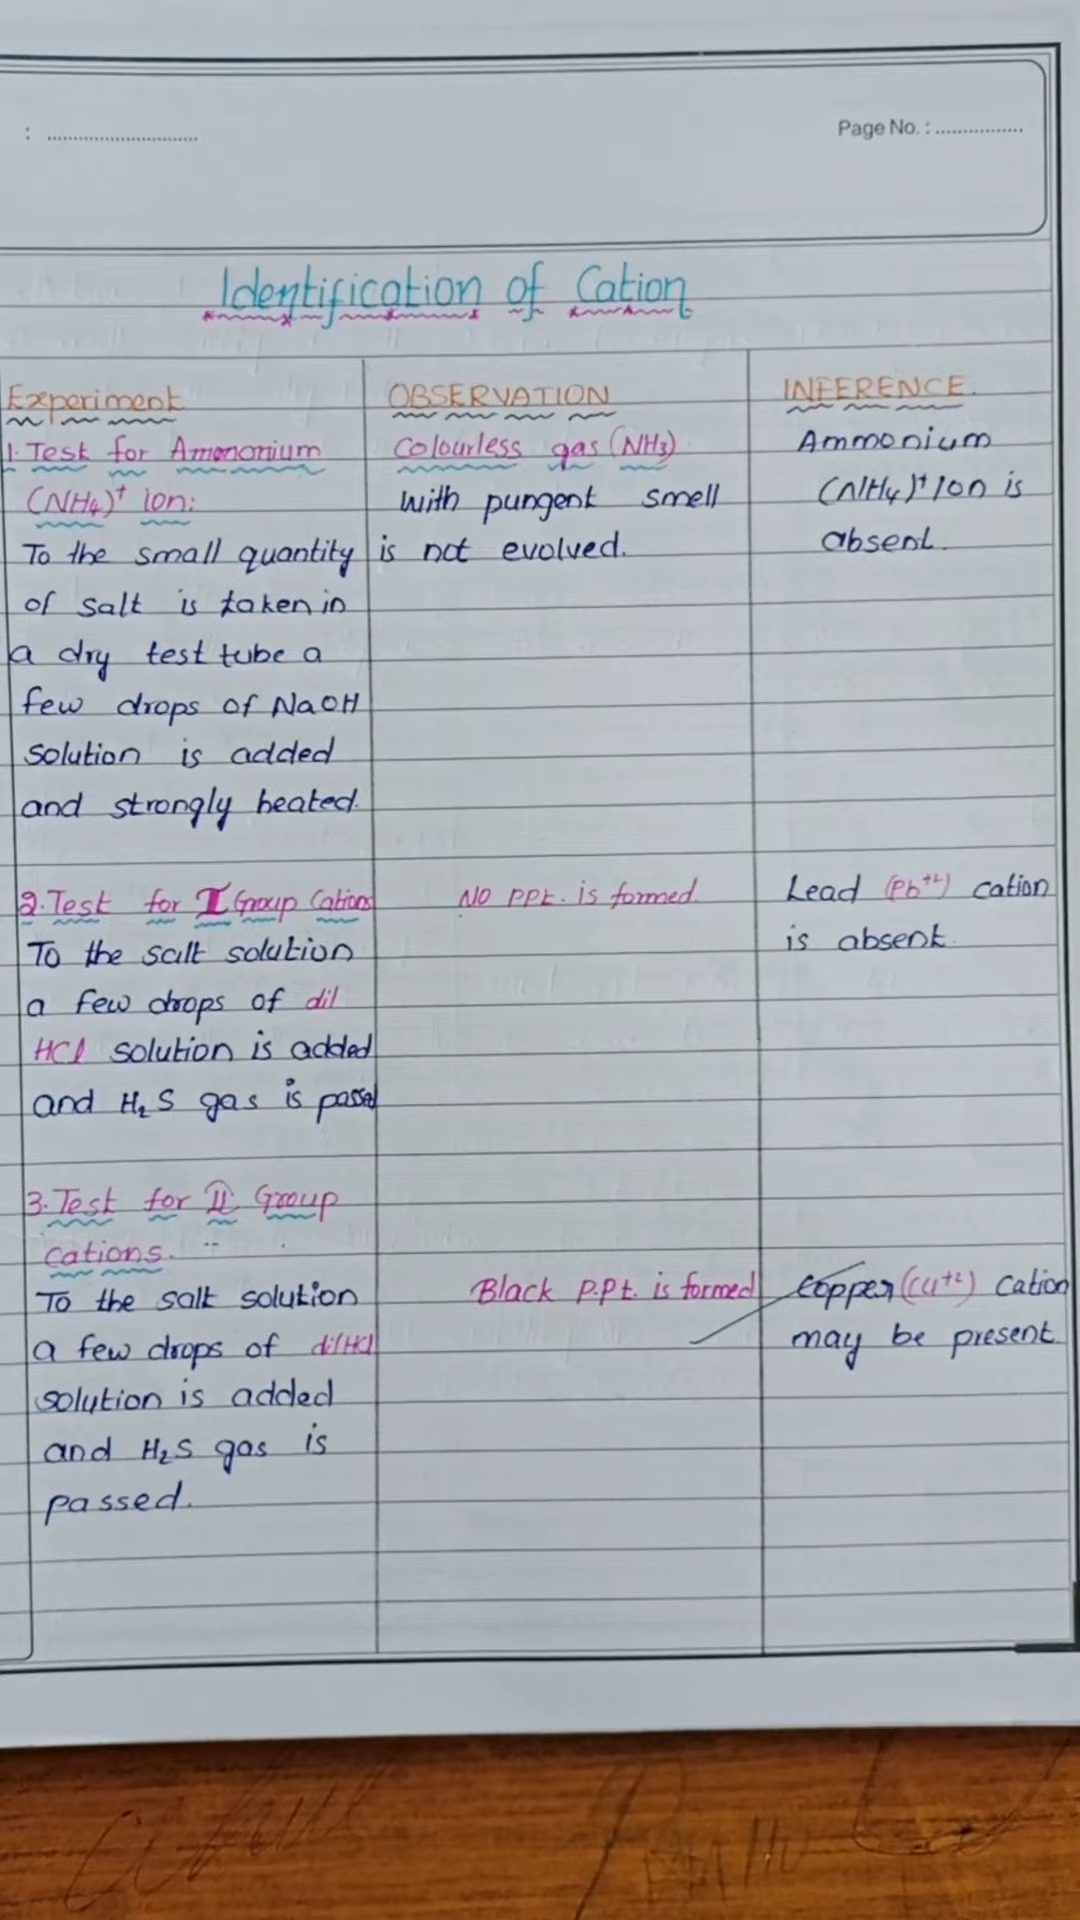 : ............................
Page No. : ................
Identification of Cation
Experiment
OBSERVATION
INFERENCE.
1. Test for Amonorium
(NH4)+ ion:
To the small quantity
of salt is taken in
a dry test tube a
few drops of NaOH
solution is added
and strongly heated.
Colourless gas (NH3)
with pungent smell
is not evolved.
Ammonium
(NH4)+ Ion is
absent.
2. Test for I Group Cations
To the salt solution
a few drops of dil
HCl solution is added
and H2S gas is passed
NO PPt. is formed.
Lead (Pb+2) cation
is absent.
3. Test for II Group
Cations.
To the salt solution
a few drops of dil HCl
solution is added
and H2S gas is
passed.
Black P.Pt. is formed
Copper (Cu+2) Cation
may be present.